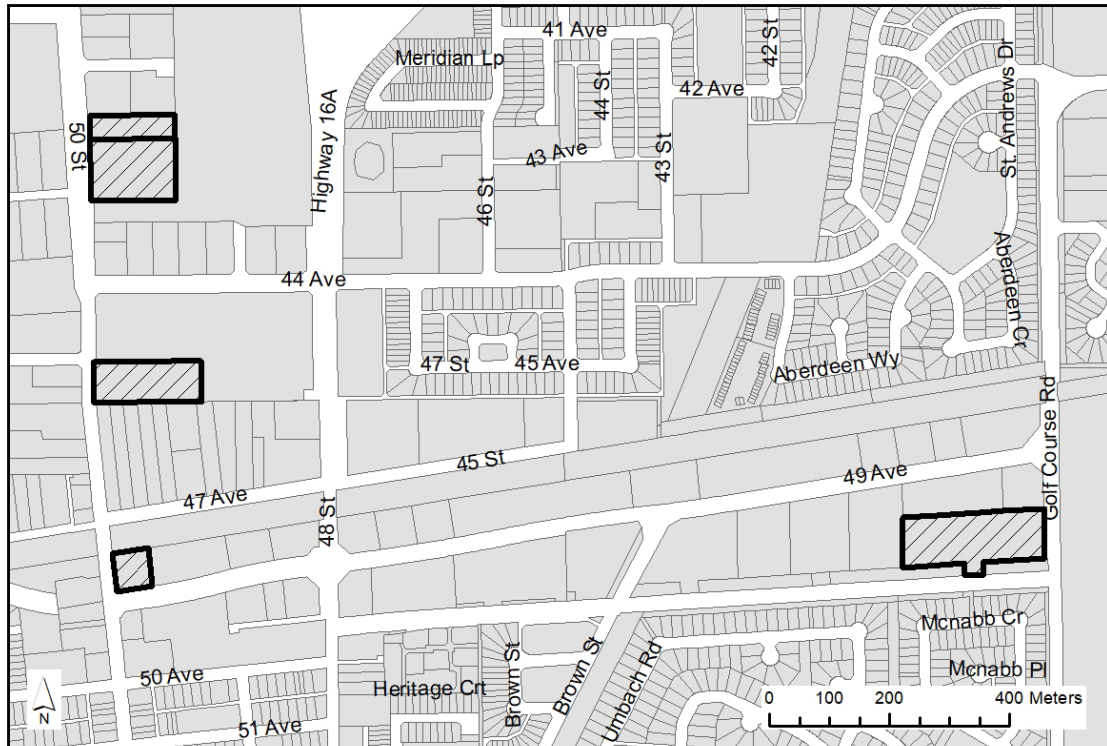 41 Ave
42 St
Meridian Lp
44 St
42 Ave
St. Andrews Dr
50 St
Highway 16A
43 Ave
43 St
46 St
44 Ave
Aberdeen Cr
47 St
45 Ave
Aberdeen Wy
Golf Course Rd
45 St
49 Ave
47 Ave
48 St
Mcnabb Cr
50 Ave
Heritage Crt
Brown St
Brown St
Umbach Rd
Mcnabb Pl
N
0 100 200 400 Meters
51 Ave